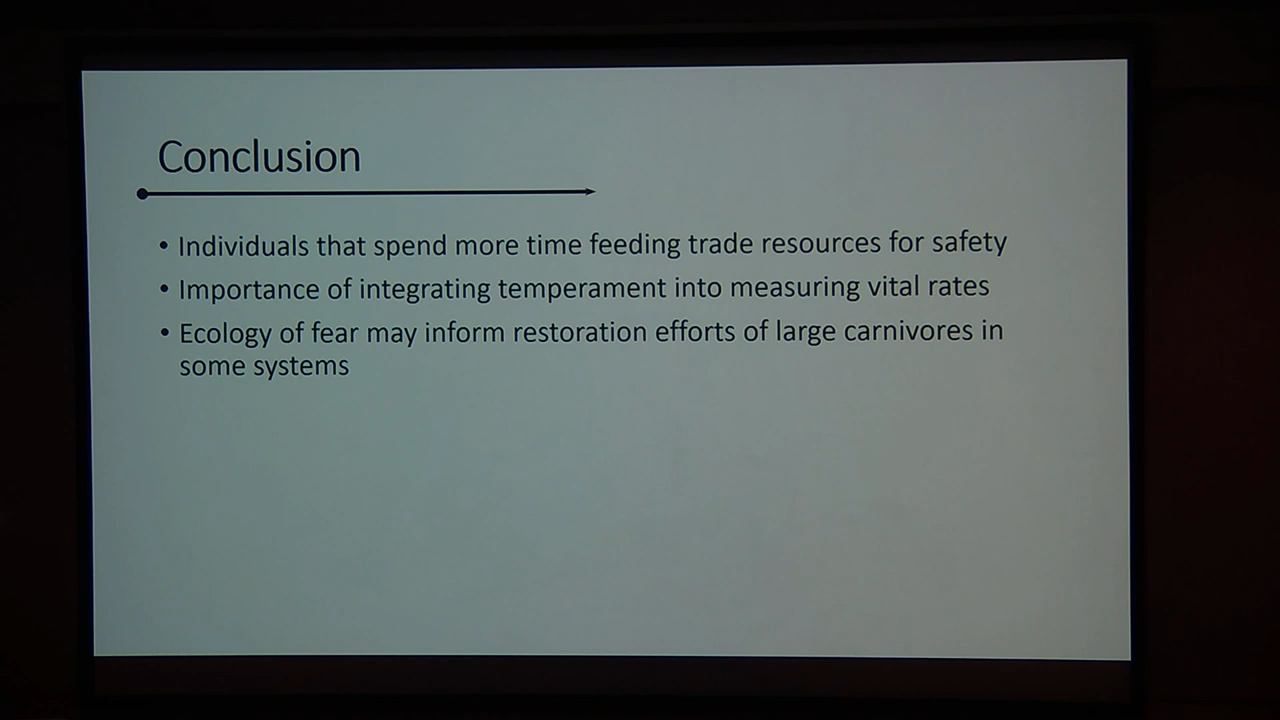 Conclusion
• Individuals that spend more time feeding trade resources for safety
• Importance of integrating temperament into measuring vital rates
• Ecology of fear may inform restoration efforts of large carnivores in
some systems